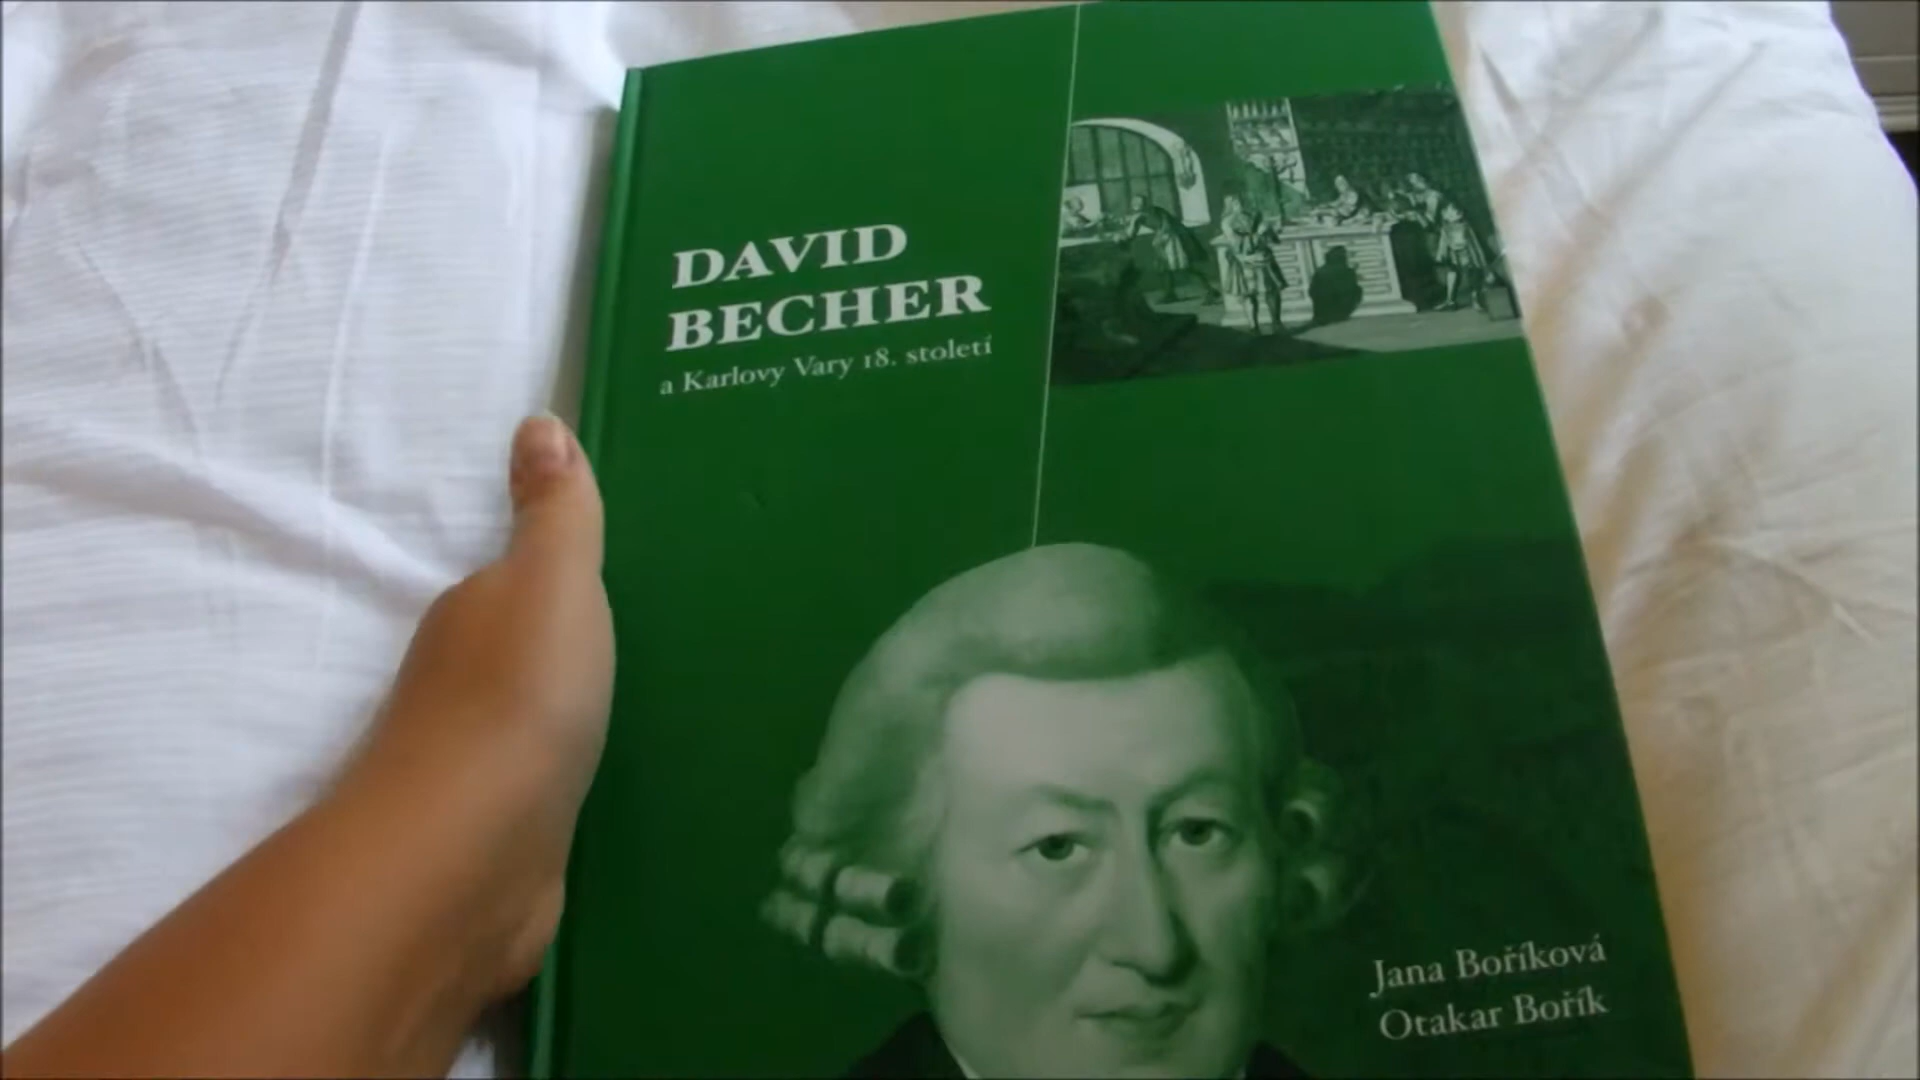 DAVID
BECHER
a Karlovy Vary 18. století
Jana Boříková
Otakar Bořík